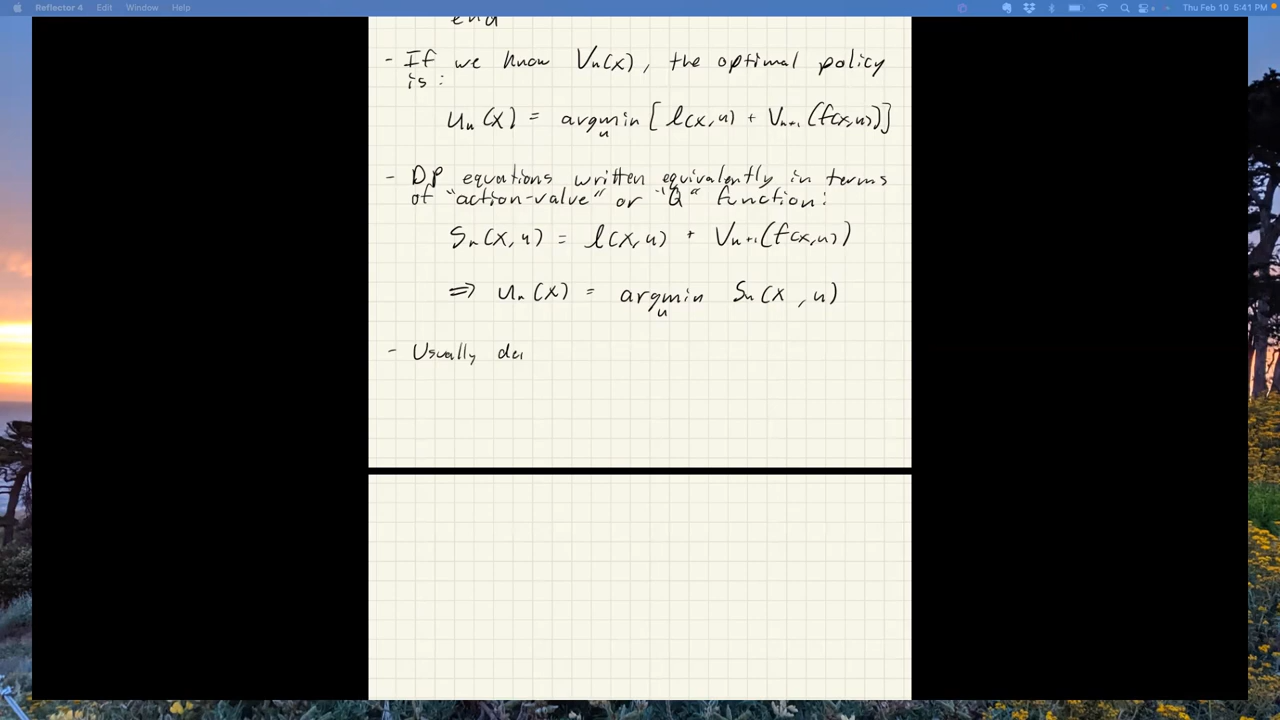 Reflector 4 Edit Window Help Thu Feb 10 5:41 PM
end
- If we know Vₙ(x), the optimal policy
is:
uₙ(x) = argmin [ l(x,u) + Vₙ₊₁(f(x,u))]
u
- DP equations written equivalently in terms
of "action-value" or "Q" function:
Sₙ(x,u) = l(x,u) + Vₙ₊₁(f(x,u))
⇒ uₙ(x) = argmin Sₙ(x,u)
u
- Usually